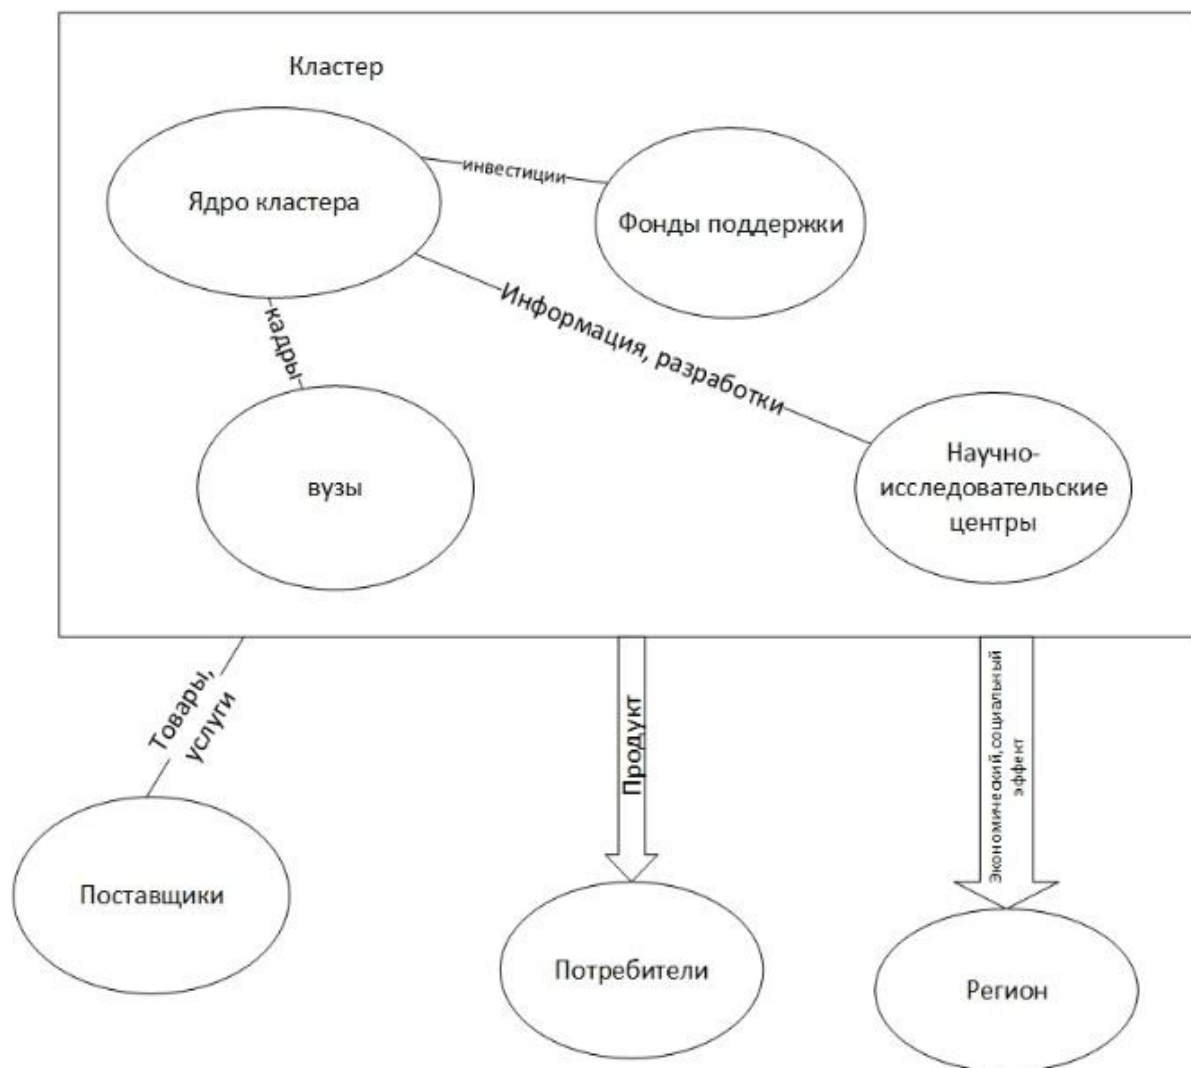 Кластер
Ядро кластера
инвестиции
Фонды поддержки
кадры
Информация, разработки
вузы
Научно-
исследовательские
центры
Товары,
услуги
Продукт
Экономический,социальный
эффект
Поставщики
Потребители
Регион